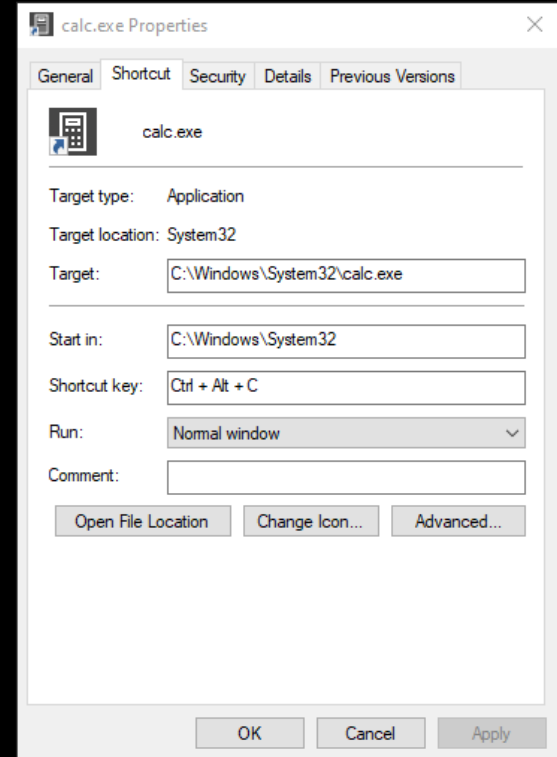 calc.exe Properties
General Shortcut Security Details Previous Versions
calc.exe
Target type: Application
Target location: System32
Target: C:\Windows\System32\calc.exe
Start in: C:\Windows\System32
Shortcut key: Ctrl + Alt + C
Run: Normal window
Comment:
Open File Location Change Icon... Advanced...
OK Cancel Apply